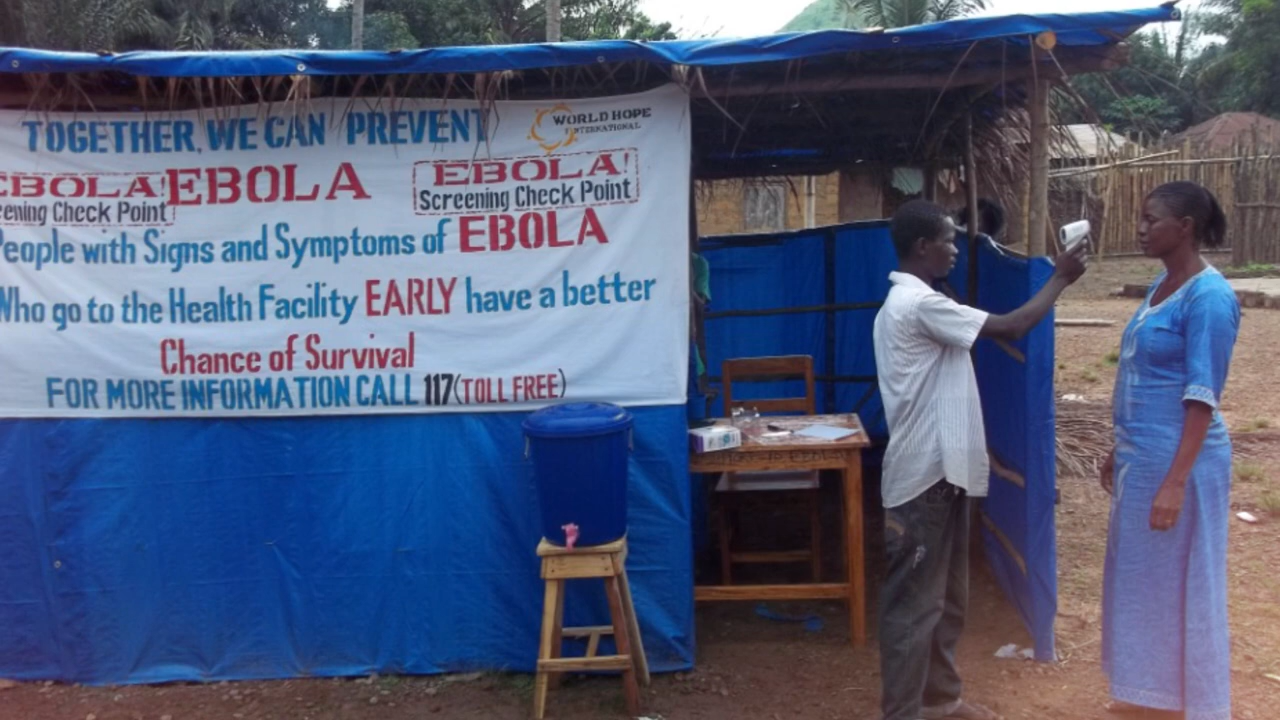 TOGETHER, WE CAN PREVENT
WORLD HOPE
INTERNATIONAL
EBOLA!
Screening Check Point
EBOLA
EBOLA!
Screening Check Point
People with Signs and Symptoms of EBOLA
Who go to the Health Facility EARLY have a better
Chance of Survival
FOR MORE INFORMATION CALL 117(TOLL FREE)